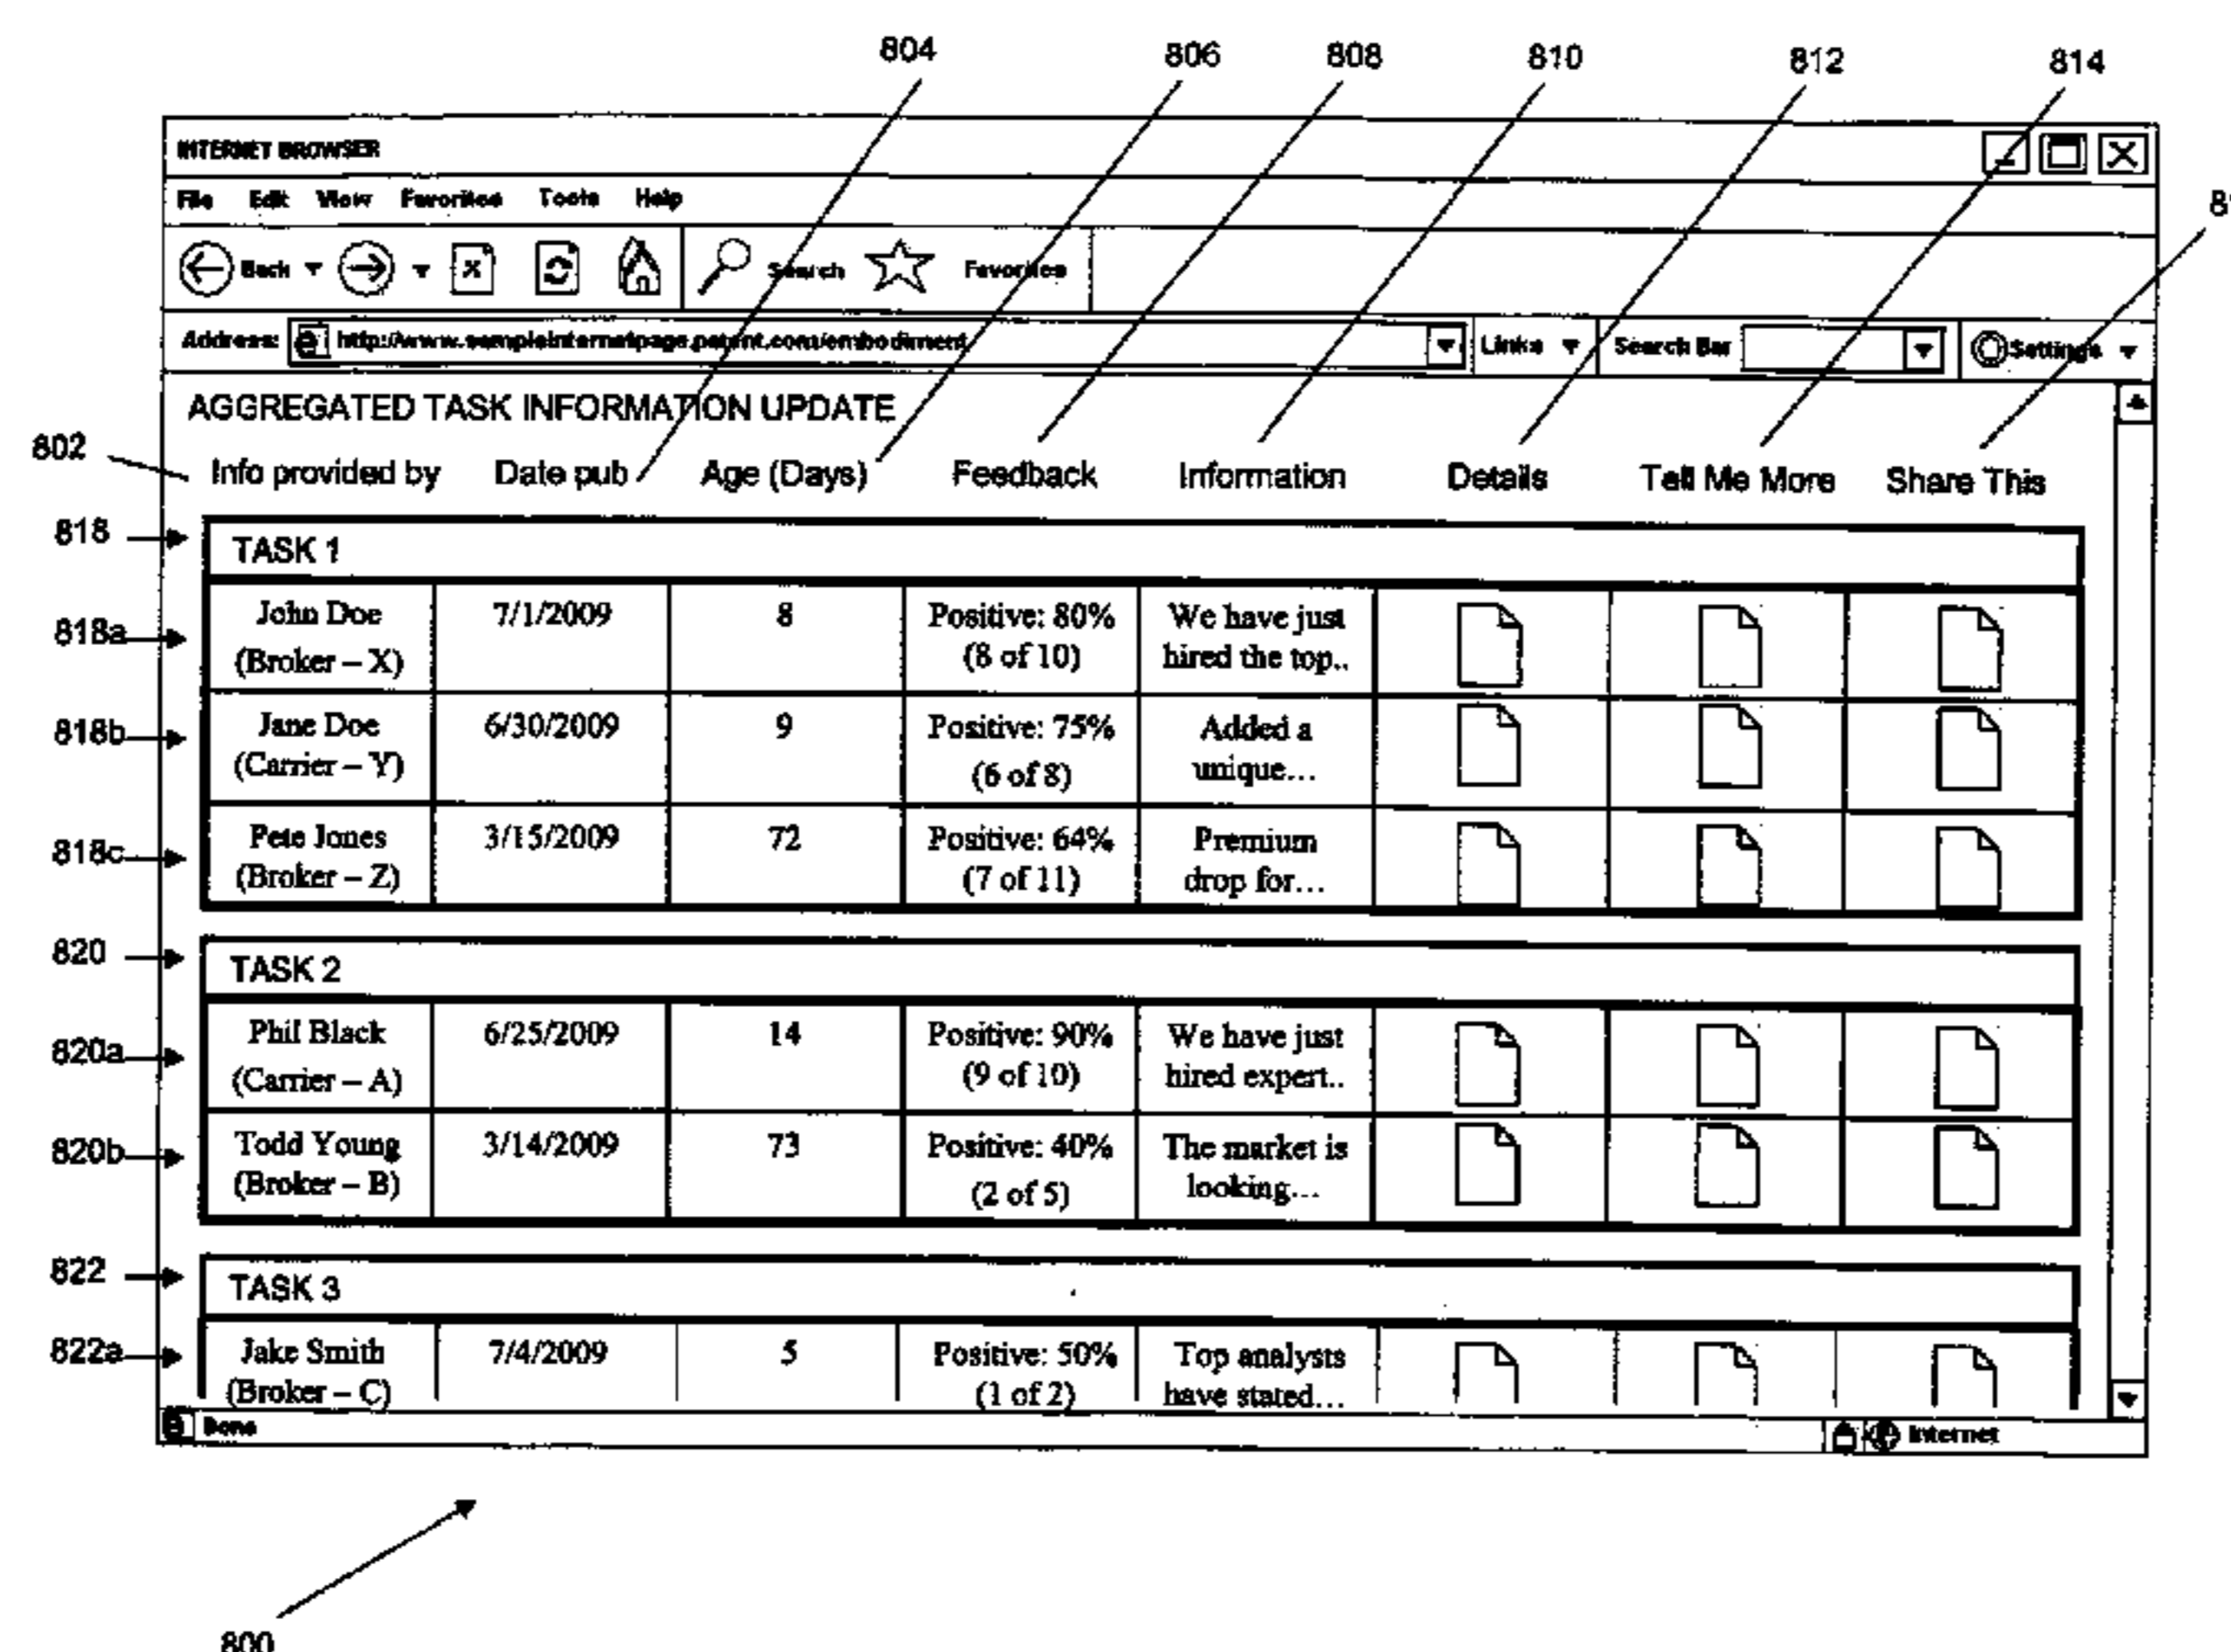 804 806 808 810 812 814
INTERNET BROWSER
File Edit View Favorites Tools Help
Back Search Favorites
Address: http://www.sampleinternetpage.patent.com/embodiment Links Search Bar Settings
AGGREGATED TASK INFORMATION UPDATE
802 Info provided by Date pub Age (Days) Feedback Information Details Tell Me More Share This
818 TASK 1
818a John Doe 7/1/2009 8 Positive: 80% We have just
(Broker – X) (8 of 10) hired the top..
818b Jane Doe 6/30/2009 9 Positive: 75% Added a
(Carrier – Y) (6 of 8) unique...
818c Pete Jones 3/15/2009 72 Positive: 64% Premium
(Broker – Z) (7 of 11) drop for...
820 TASK 2
820a Phil Black 6/25/2009 14 Positive: 90% We have just
(Carrier – A) (9 of 10) hired expert..
820b Todd Young 3/14/2009 73 Positive: 40% The market is
(Broker – B) (2 of 5) looking...
822 TASK 3
822a Jake Smith 7/4/2009 5 Positive: 50% Top analysts
(Broker – C) (1 of 2) have stated...
Done Internet
800